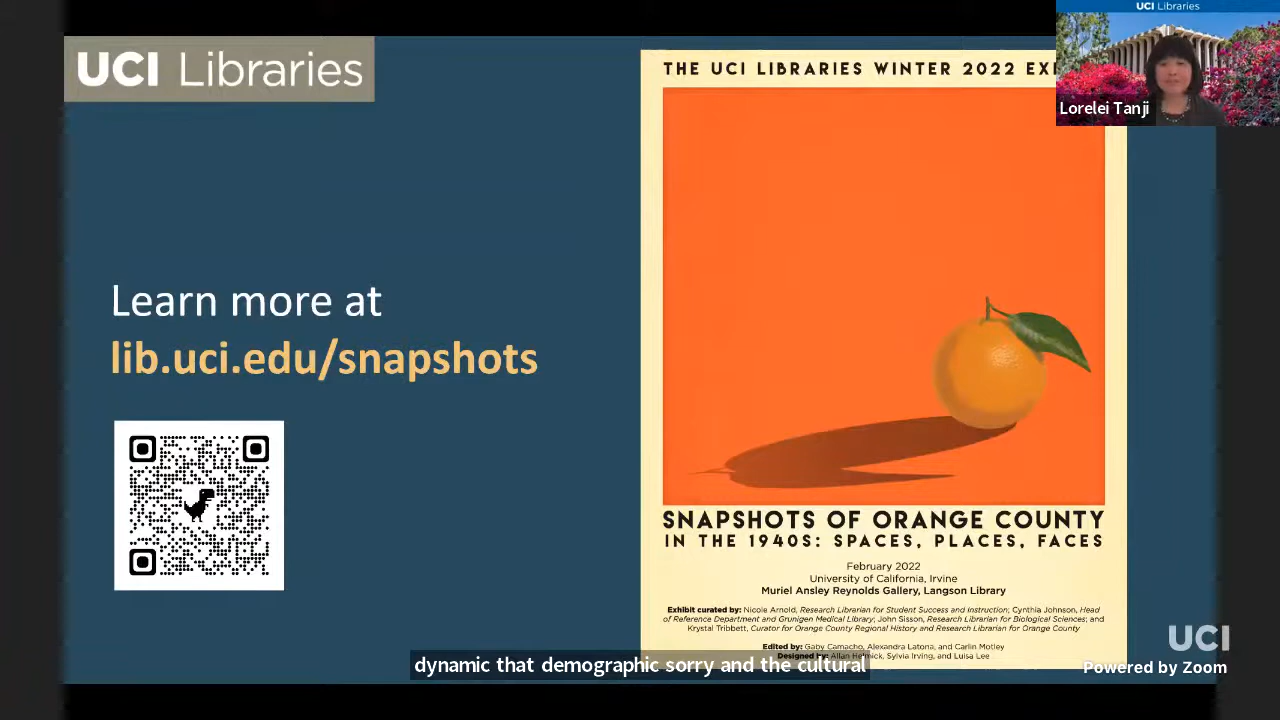 UCI Libraries
Learn more at
lib.uci.edu/snapshots
THE UCI LIBRARIES WINTER 2022
UCI Libraries
Lorelei Tanji
SNAPSHOTS OF ORANGE COUNTY
IN THE 1940S: SPACES, PLACES, FACES
February 2022
University of California, Irvine
Muriel Ansley Reynolds Gallery, Langson Library
Exhibit curated by: Nicole Arnold, Research Librarian for Student Success and Instruction; Cynthia Johnson, Head
of Reference Department and Grunigen Medical Library; John Sisson, Research Librarian for Biological Sciences; and
Krystal Tribbett, Curator for Orange County Regional History and Research Librarian for Orange County
Edited by: Gaby Camacho, Alexandra Latona, and Carlin Motley
Designed by: Allan Helmick, Sylvia Irving, and Luisa Lee
dynamic that demographic sorry and the cultural
UCI
Powered by Zoom